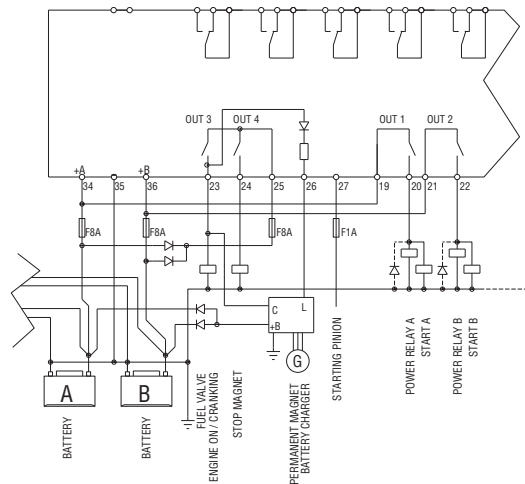 OUT 3
OUT 4
OUT 1
OUT 2
+A
+B
34
35
36
23
24
25
26
27
19
20
21
22
F8A
F8A
F8A
F1A
C
L
+B
G
A
B
BATTERY
BATTERY
FUEL VALVE
ENGINE ON / CRANKING
STOP MAGNET
PERMANENT MAGNET
BATTERY CHARGER
STARTING PINION
POWER RELAY A
START A
POWER RELAY B
START B